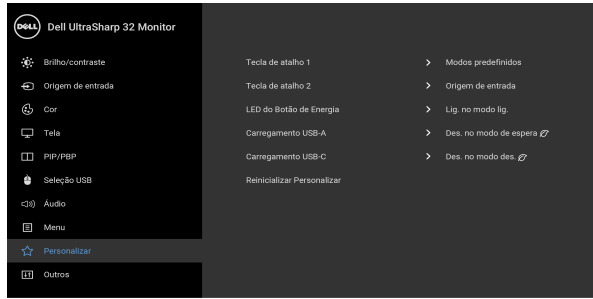 DELL Dell UltraSharp 32 Monitor
Brilho/contraste
Origem de entrada
Cor
Tela
PIP/PBP
Seleção USB
Áudio
Menu
Personalizar
Outros
Tecla de atalho 1 > Modos predefinidos
Tecla de atalho 2 > Origem de entrada
LED do Botão de Energia > Lig. no modo lig.
Carregamento USB-A > Des. no modo de espera
Carregamento USB-C > Des. no modo des.
Reinicializar Personalizar